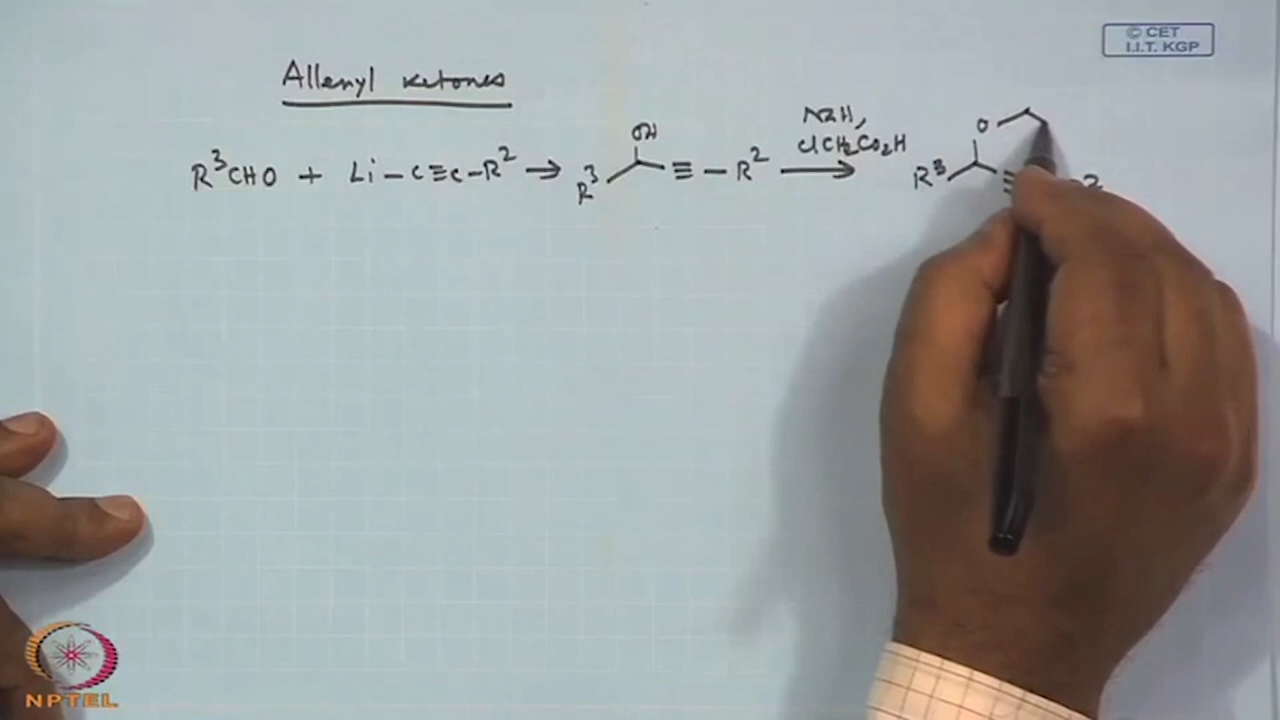 © CET
I.I.T. KGP
Allenyl ketones
OH
NaH,
ClCH2CO2H
O
R³CHO + Li-C≡C-R² → R³ ≡ -R² → R³
NPTEL